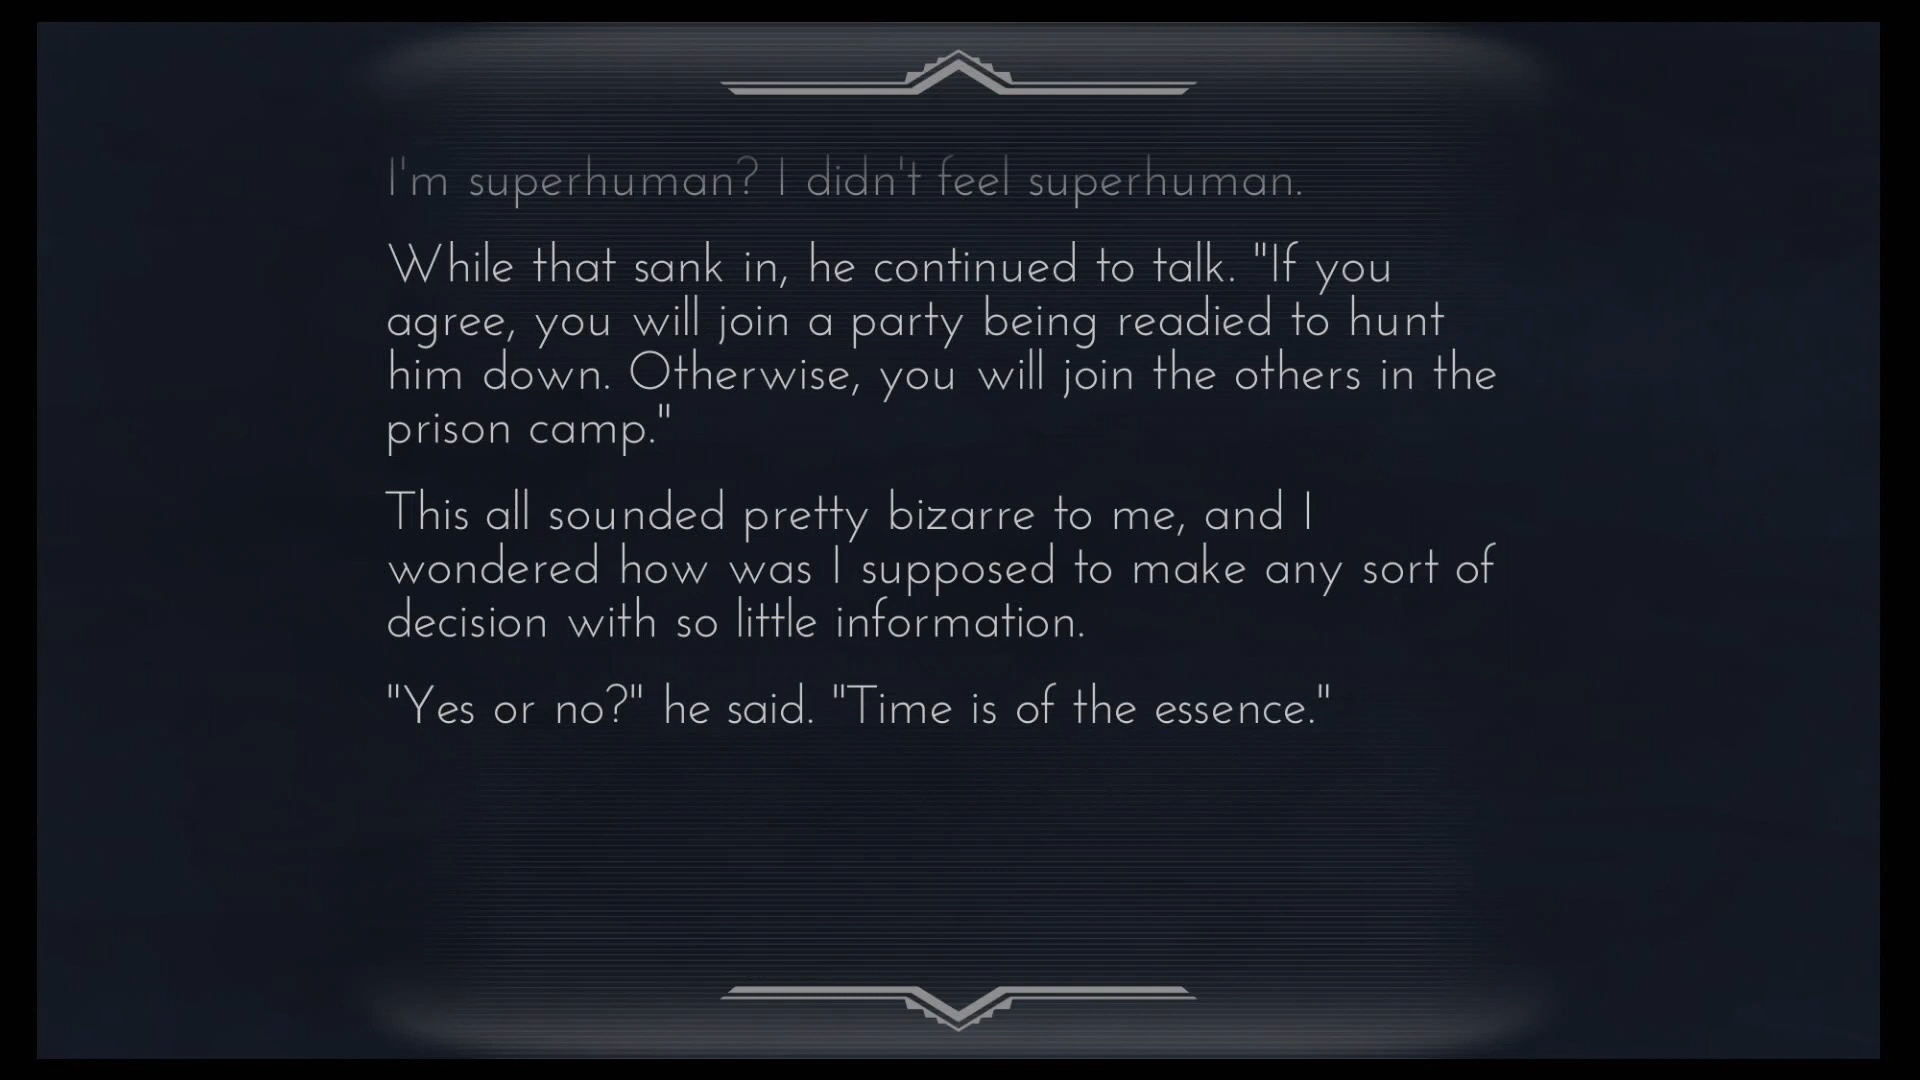 I'm superhuman? I didn't feel superhuman.
While that sank in, he continued to talk. "If you
agree, you will join a party being readied to hunt
him down. Otherwise, you will join the others in the
prison camp."
This all sounded pretty bizarre to me, and I
wondered how was I supposed to make any sort of
decision with so little information.
"Yes or no?" he said. "Time is of the essence."